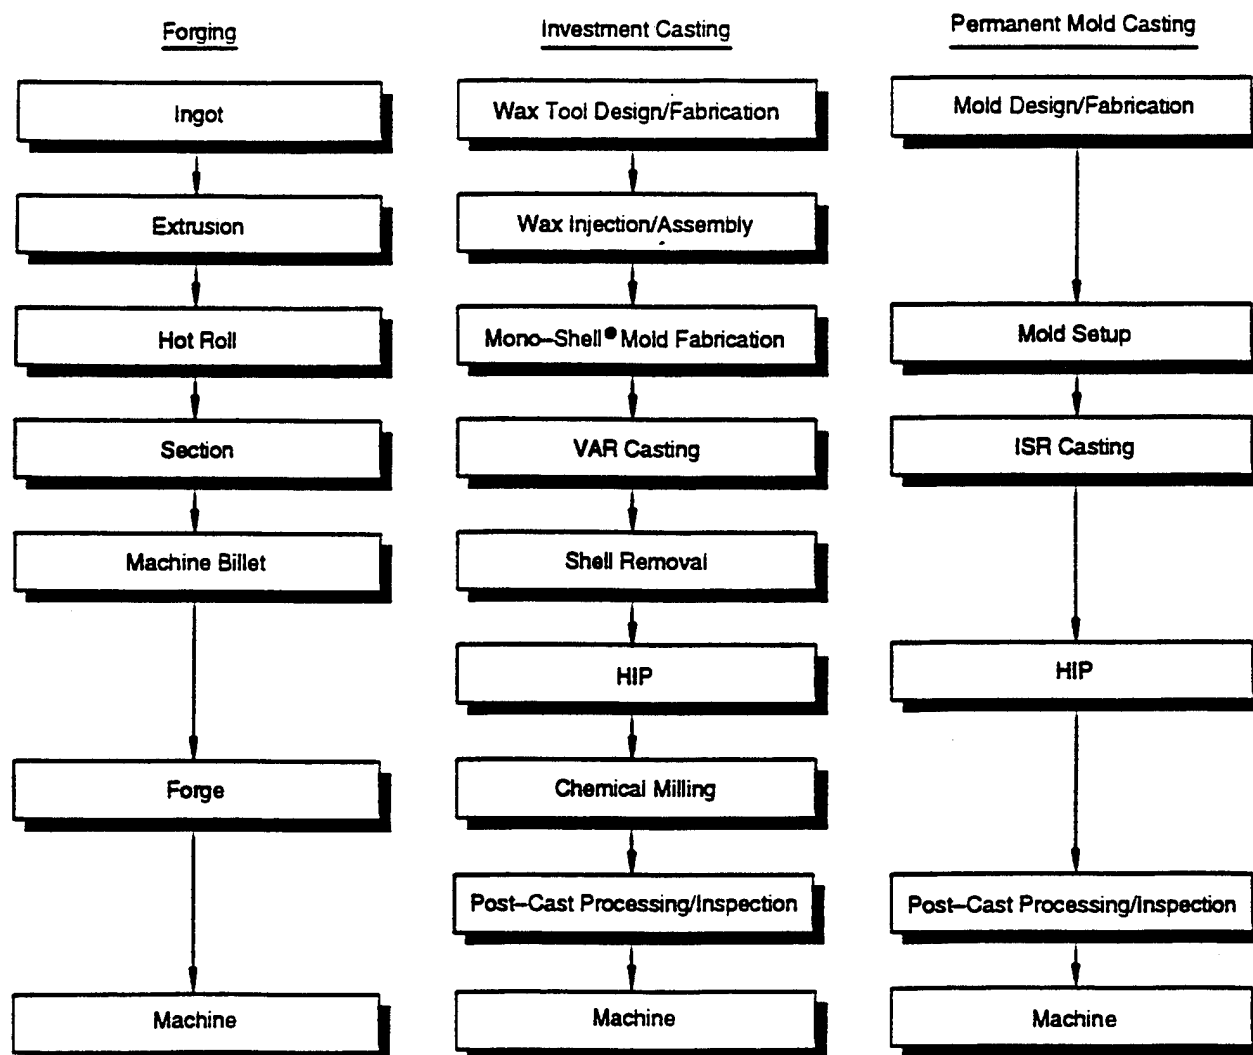 Forging
Ingot
Extrusion
Hot Roll
Section
Machine Billet
Forge
Machine
Investment Casting
Wax Tool Design/Fabrication
Wax Injection/Assembly
Mono–Shell® Mold Fabrication
VAR Casting
Shell Removal
HIP
Chemical Milling
Post–Cast Processing/Inspection
Machine
Permanent Mold Casting
Mold Design/Fabrication
Mold Setup
ISR Casting
HIP
Post–Cast Processing/Inspection
Machine